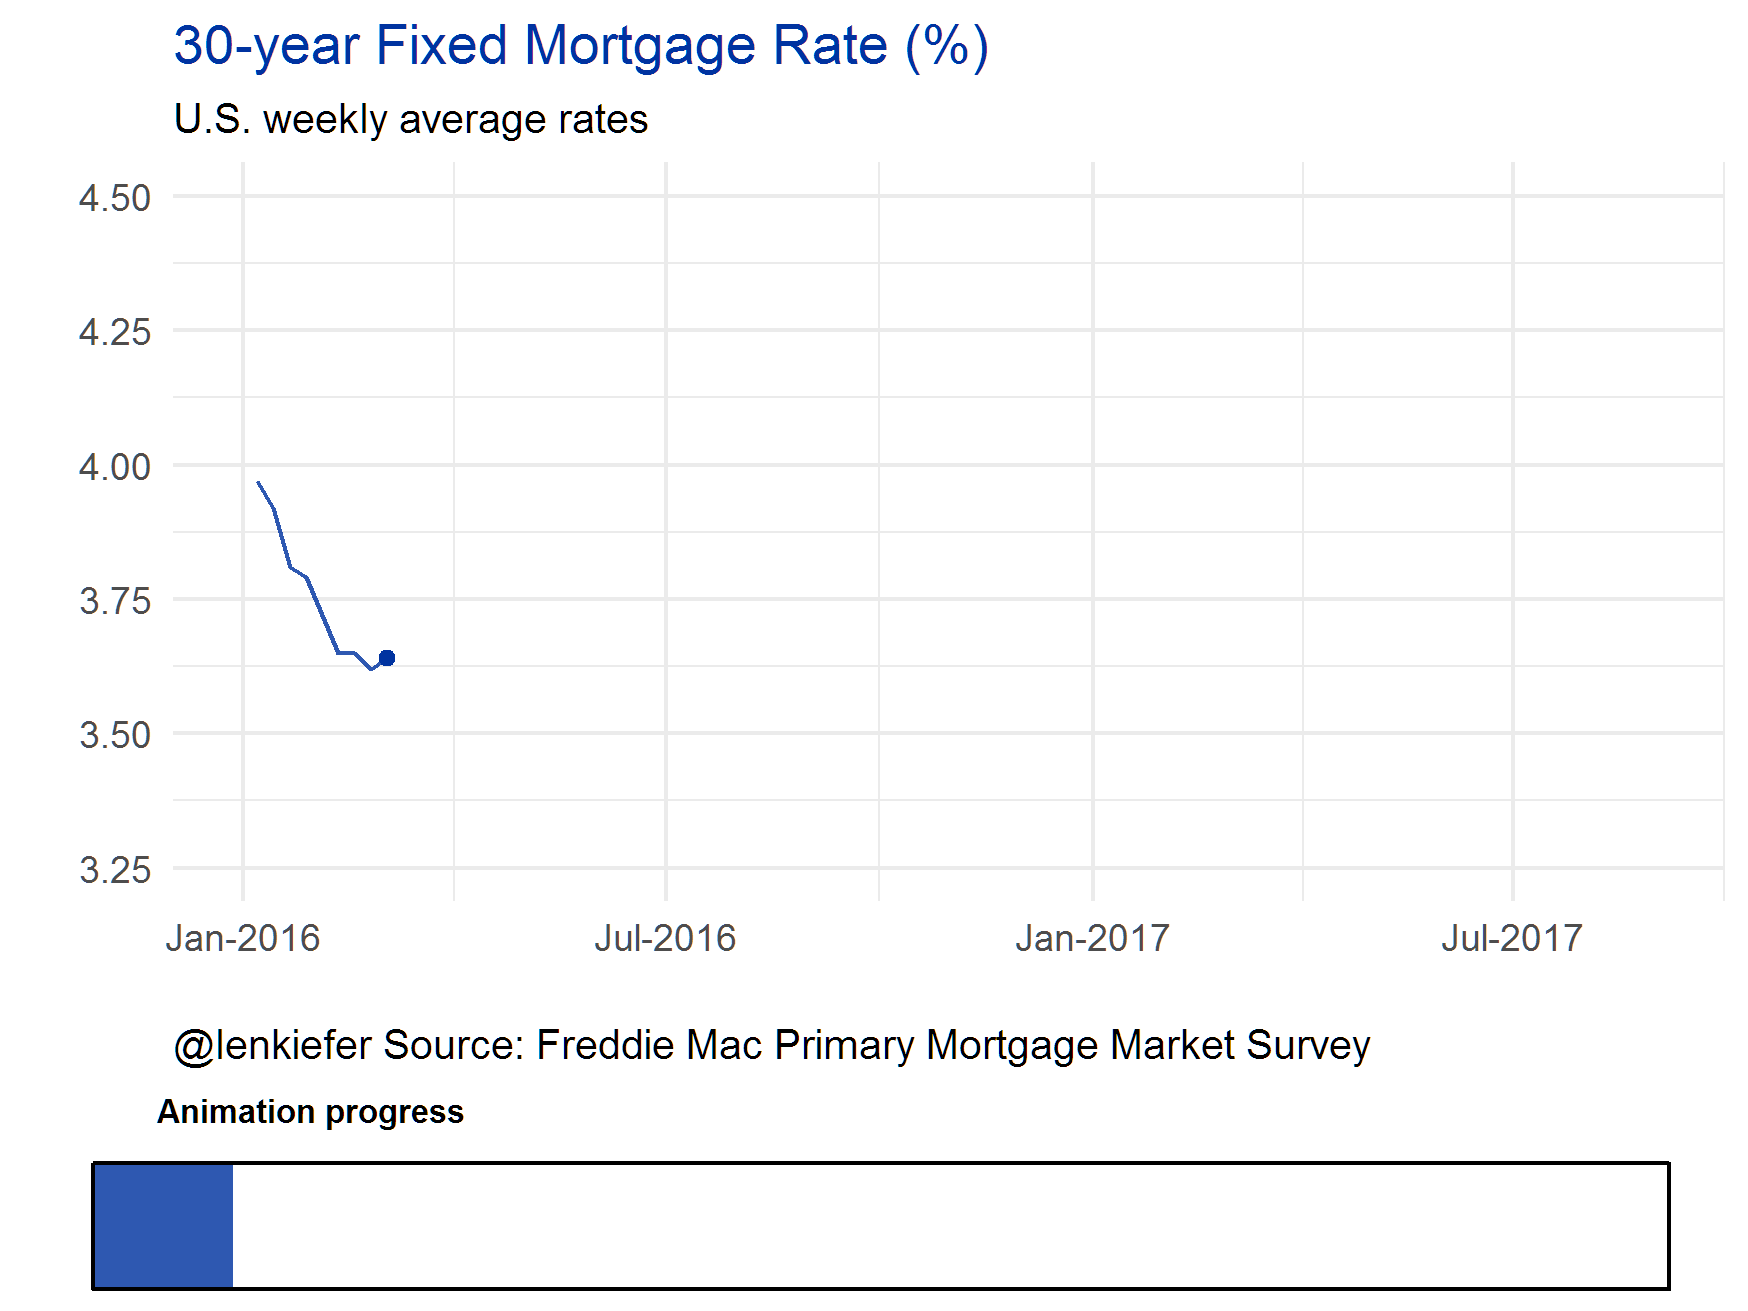 30-year Fixed Mortgage Rate (%)
U.S. weekly average rates
4.50
4.25
4.00
3.75
3.50
3.25
Jan-2016 Jul-2016 Jan-2017 Jul-2017
@lenkiefer Source: Freddie Mac Primary Mortgage Market Survey
Animation progress